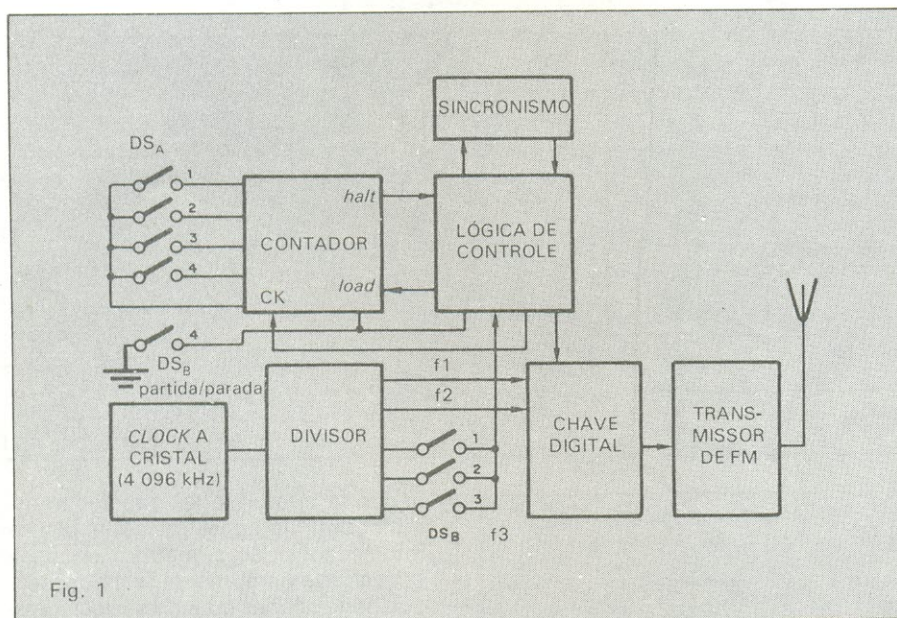 SINCRONISMO
DS_A
1
2
3
4
CONTADOR
halt
load
CK
LÓGICA DE
CONTROLE
4
DS_B
partida/parada
CLOCK A
CRISTAL
(4 096 kHz)
DIVISOR
f1
f2
1
2
3
DS_B
f3
CHAVE
DIGITAL
TRANS-
MISSOR
DE FM
Fig. 1